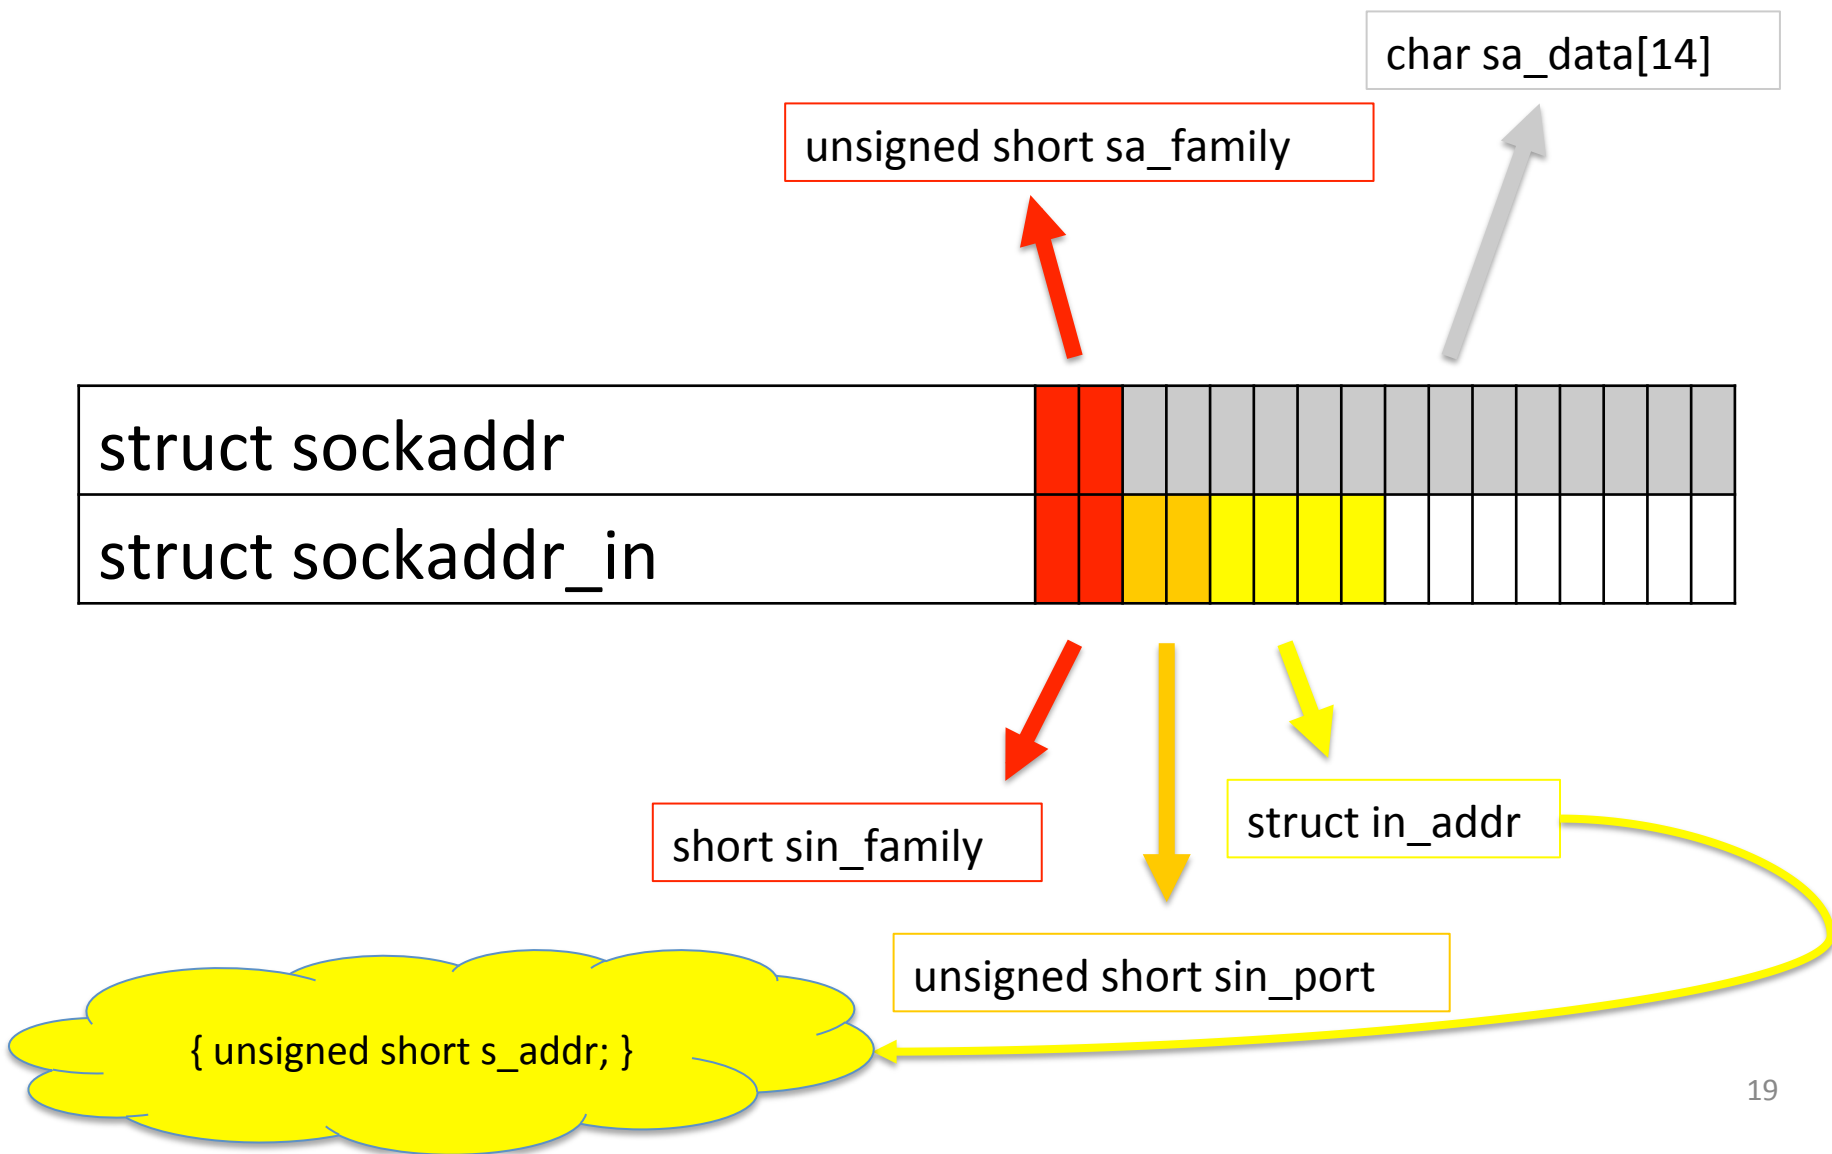 char sa_data[14]
unsigned short sa_family
struct sockaddr
struct sockaddr_in
short sin_family
struct in_addr
unsigned short sin_port
{ unsigned short s_addr; }
19